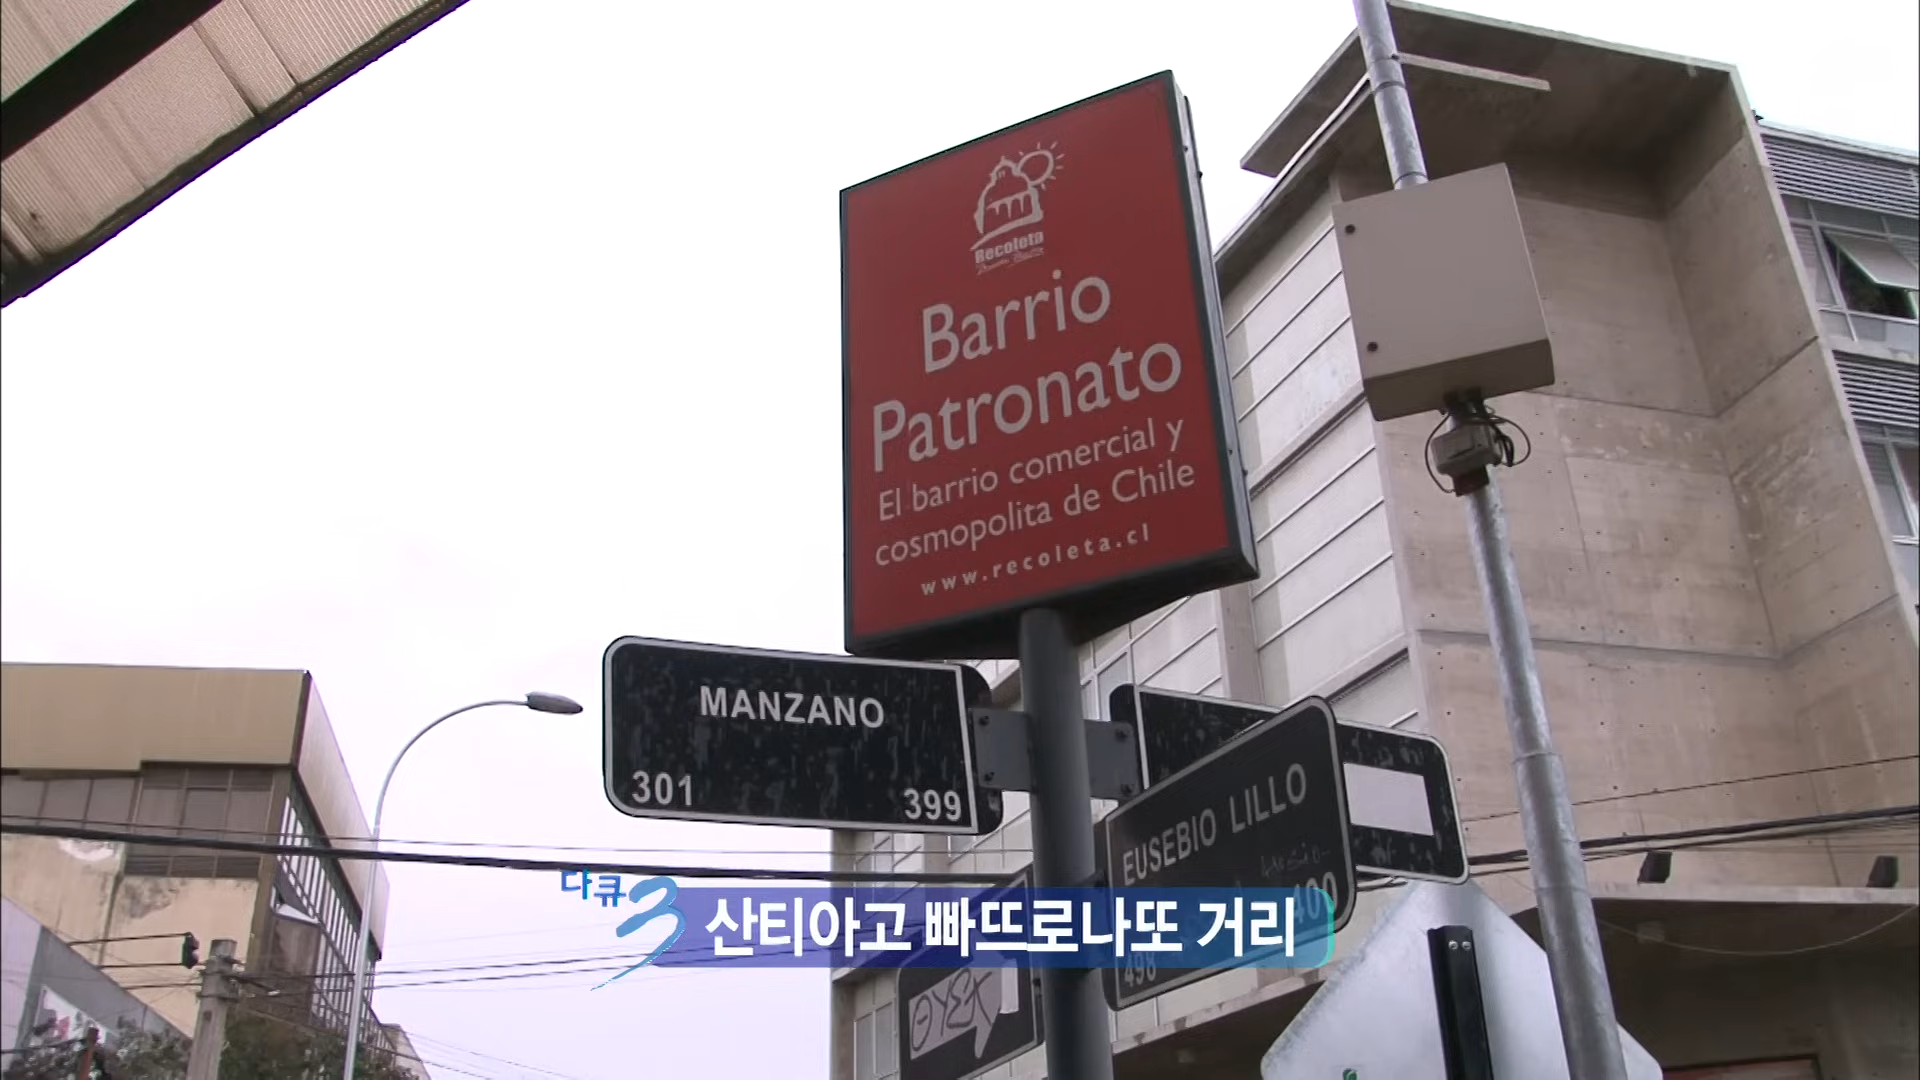 Recoleta
Barrio
Patronato
El barrio comercial y
cosmopolita de Chile
www.recoleta.cl
MANZANO
301 399
EUSEBIO LILLO
498 400
다큐3 산티아고 빠뜨로나또 거리